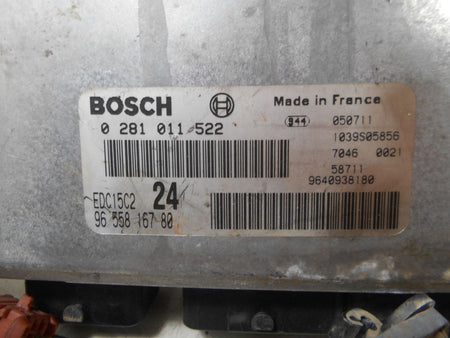 BOSCH Made in France
0 281 011 522 944 050711
1039S05856
7046 0021
58711
9640938180
EDC15C2 24
96 558 167 80